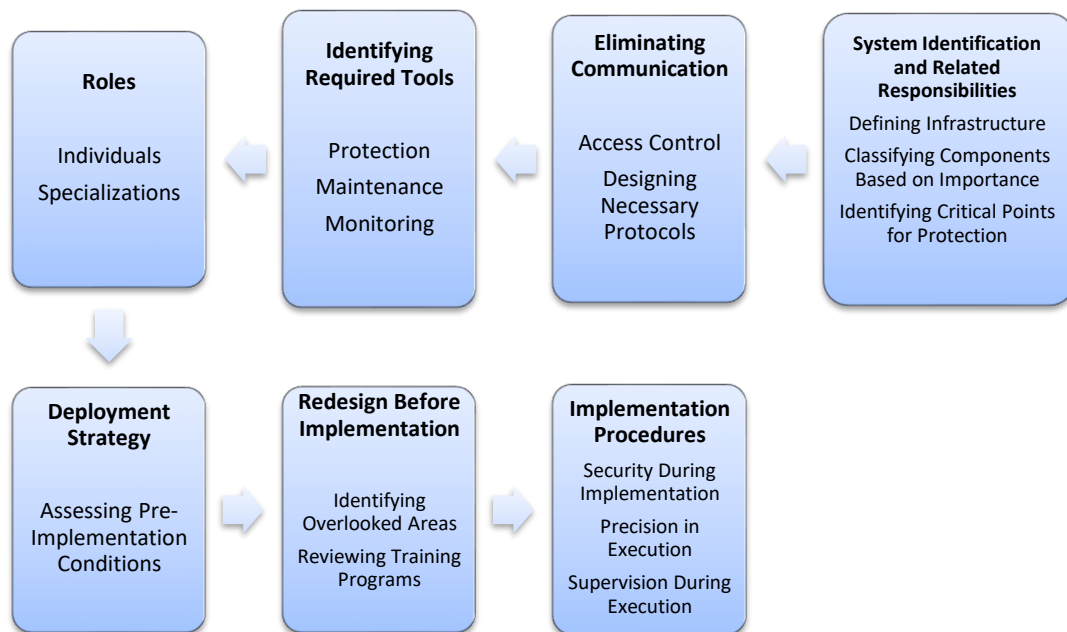 Roles
Individuals
Specializations
Identifying
Required Tools
Protection
Maintenance
Monitoring
Eliminating
Communication
Access Control
Designing
Necessary
Protocols
System Identification
and Related
Responsibilities
Defining Infrastructure
Classifying Components
Based on Importance
Identifying Critical Points
for Protection
Deployment
Strategy
Assessing Pre-
Implementation
Conditions
Redesign Before
Implementation
Identifying
Overlooked Areas
Reviewing Training
Programs
Implementation
Procedures
Security During
Implementation
Precision in
Execution
Supervision During
Execution